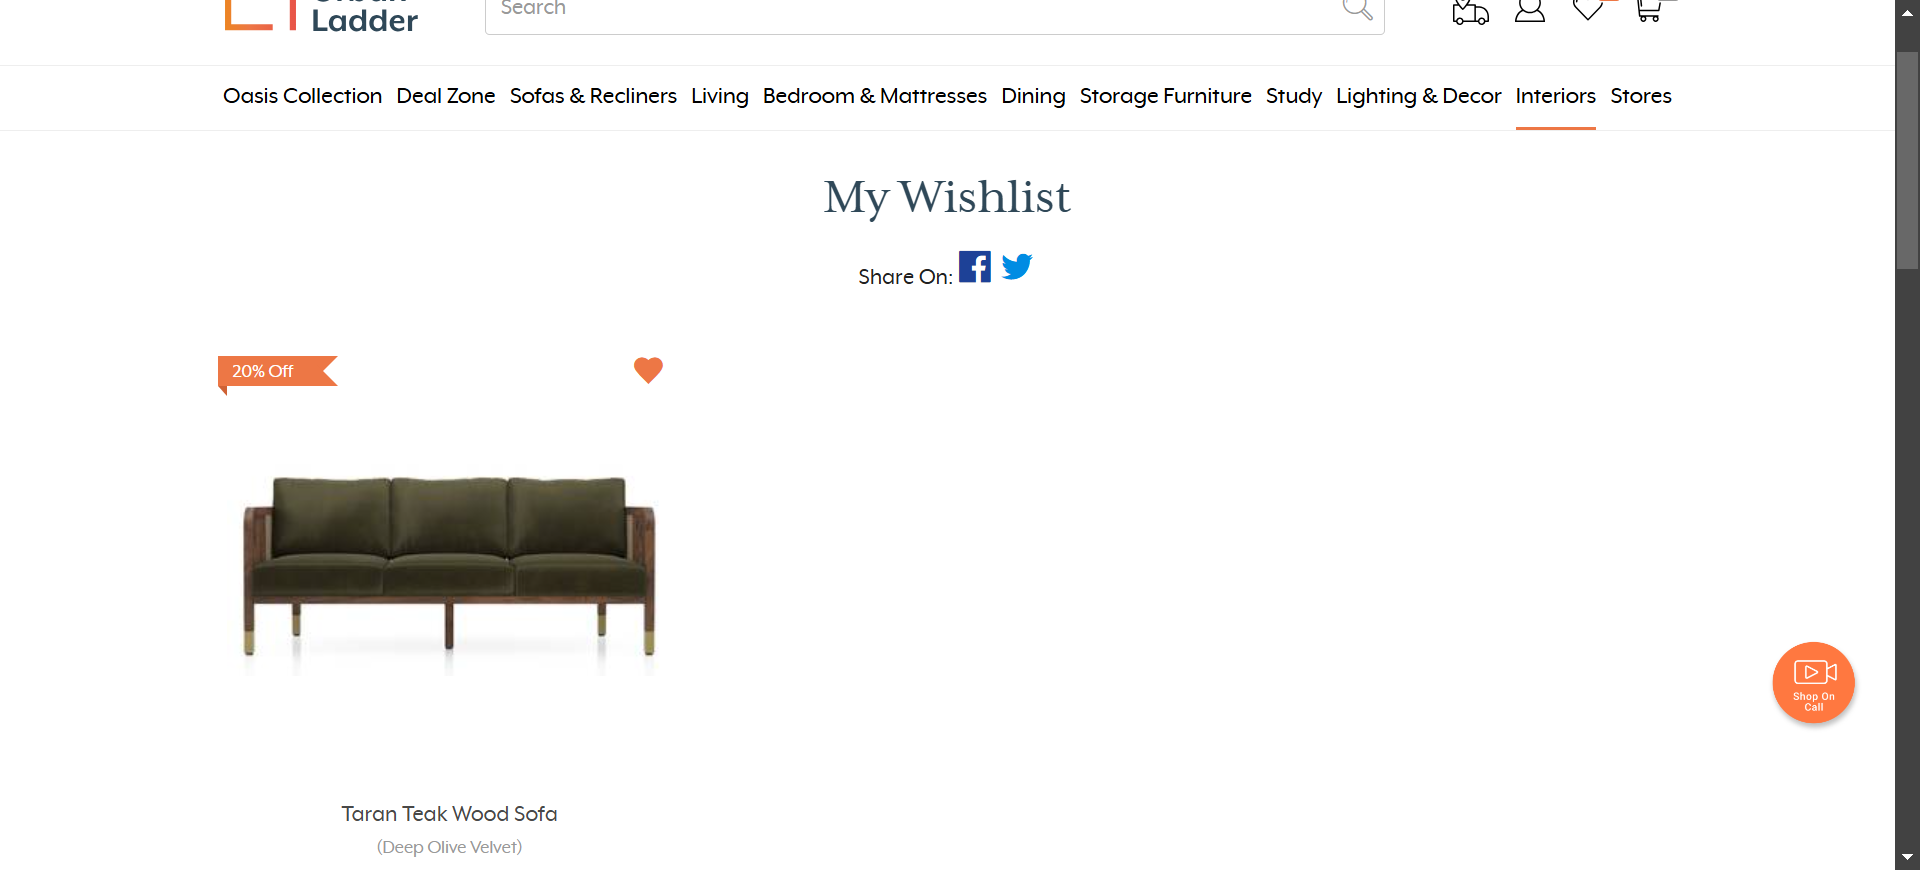 Ladder
Search
Oasis Collection Deal Zone Sofas & Recliners Living Bedroom & Mattresses Dining Storage Furniture Study Lighting & Decor Interiors Stores
My Wishlist
Share On:
20% Off
Shop On
Call
Taran Teak Wood Sofa
(Deep Olive Velvet)